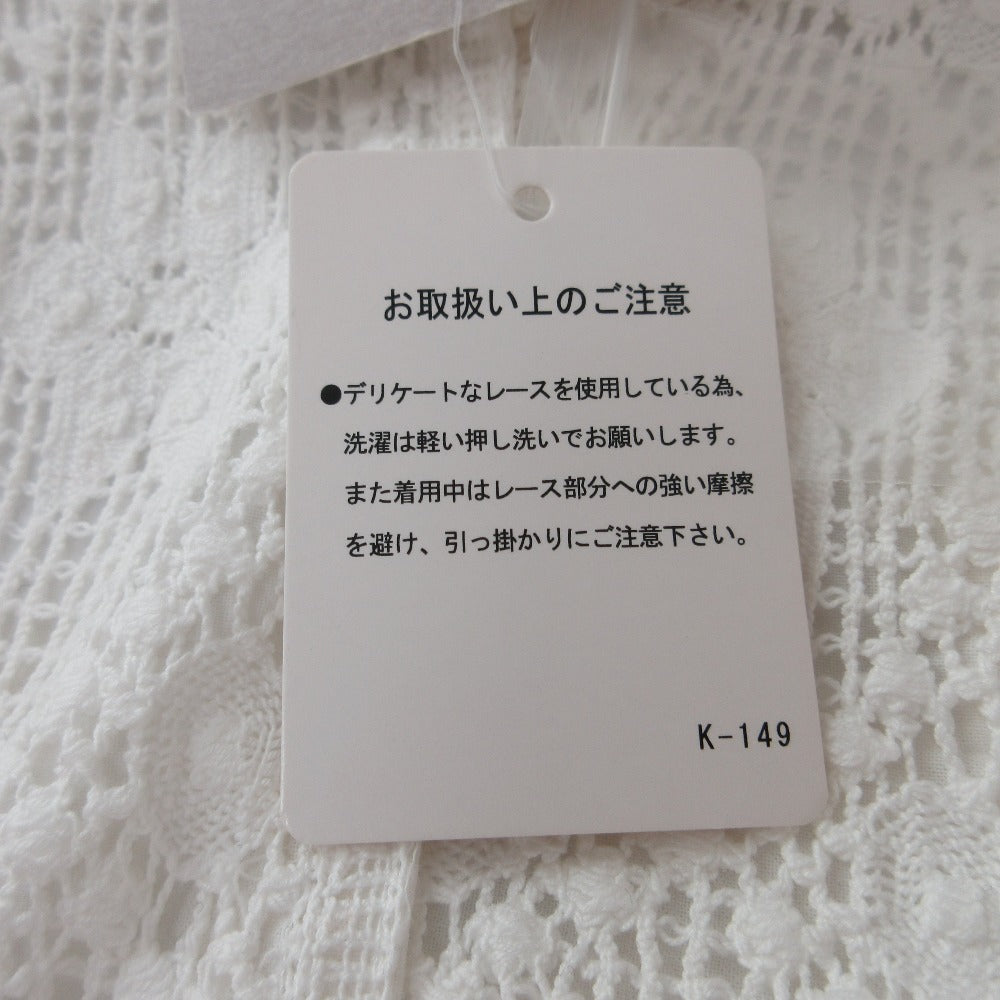 お取扱い上のご注意
●デリケートなレースを使用している為、
洗濯は軽い押し洗いでお願いします。
また着用中はレース部分への強い摩擦
を避け、引っ掛かりにご注意下さい。
K-149